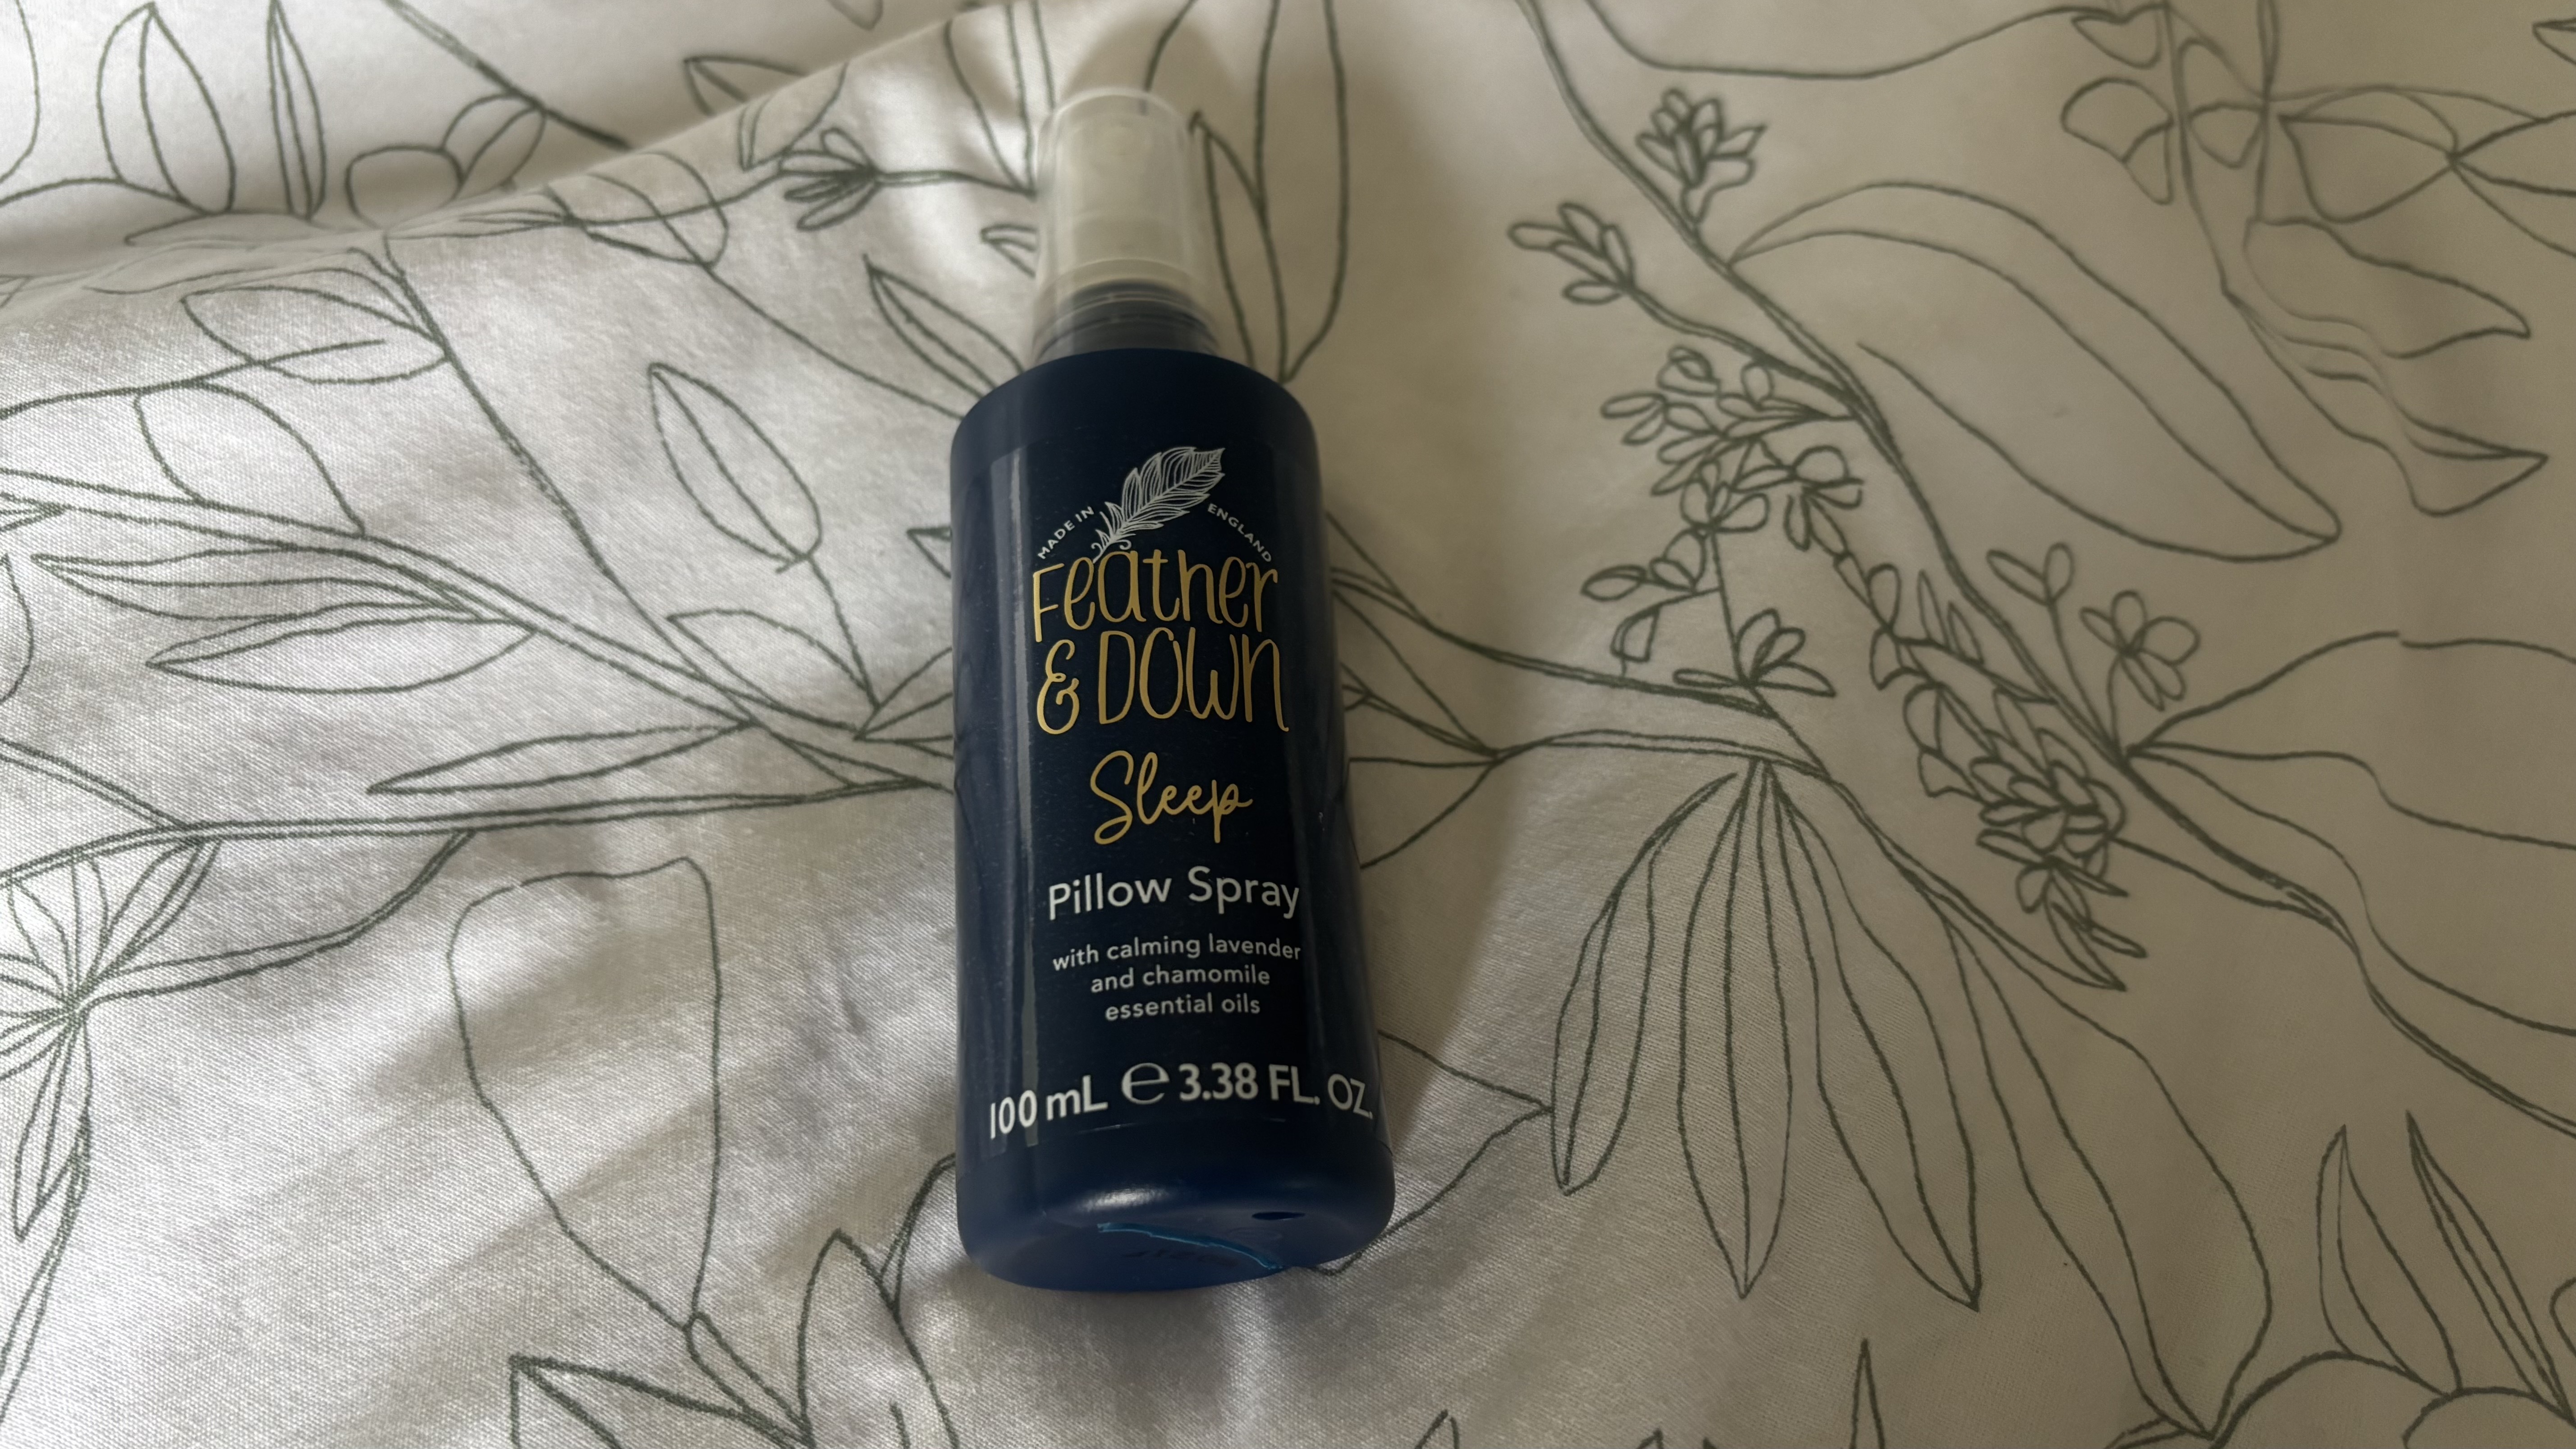 MADE IN ENGLAND
Feather
& DOWN
Sleep
Pillow Spray
with calming lavender
and chamomile
essential oils
100 mL ℮ 3.38 FL. OZ.